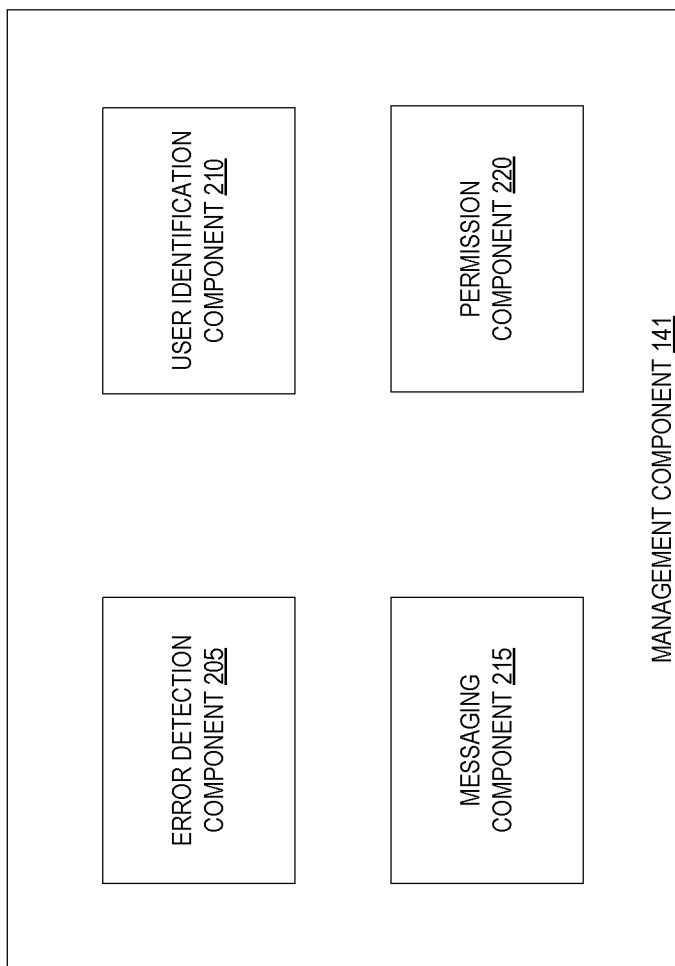 ERROR DETECTION
COMPONENT 205
USER IDENTIFICATION
COMPONENT 210
MESSAGING
COMPONENT 215
PERMISSION
COMPONENT 220
MANAGEMENT COMPONENT 141